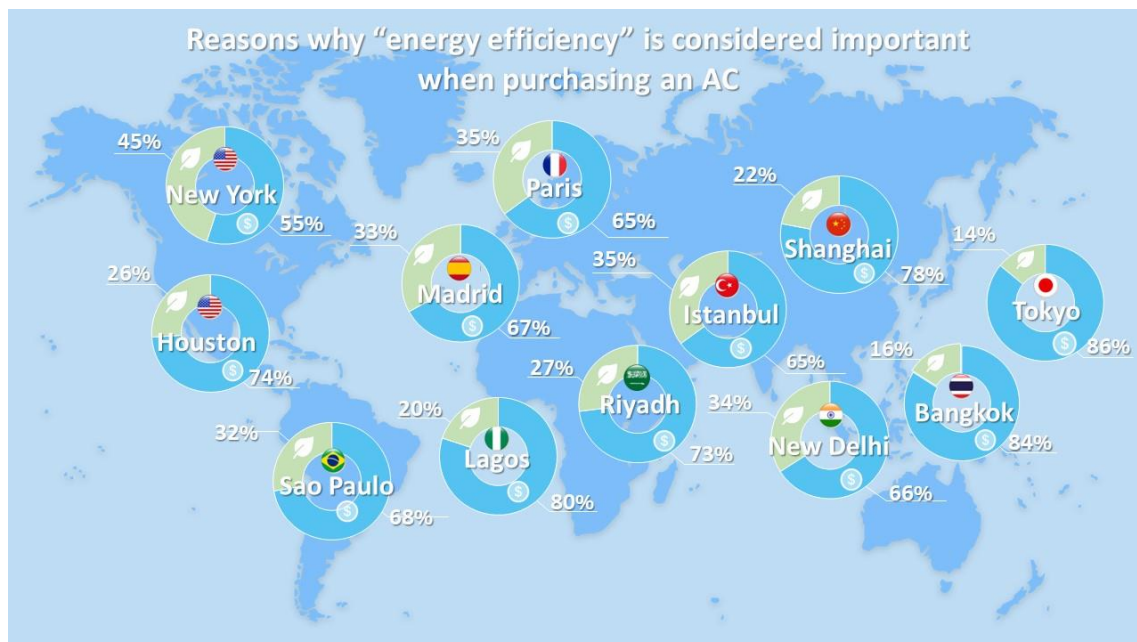 Reasons why “energy efficiency” is considered important
when purchasing an AC
45%
New York
55%
35%
Paris
65%
22%
Shanghai
78%
33%
Madrid
67%
35%
Istanbul
65%
14%
Tokyo
86%
26%
Houston
74%
27%
Riyadh
73%
16%
Bangkok
84%
34%
New Delhi
66%
20%
Lagos
80%
32%
Sao Paulo
68%
$
$
$
$
$
$
$
$
$
$
$
$